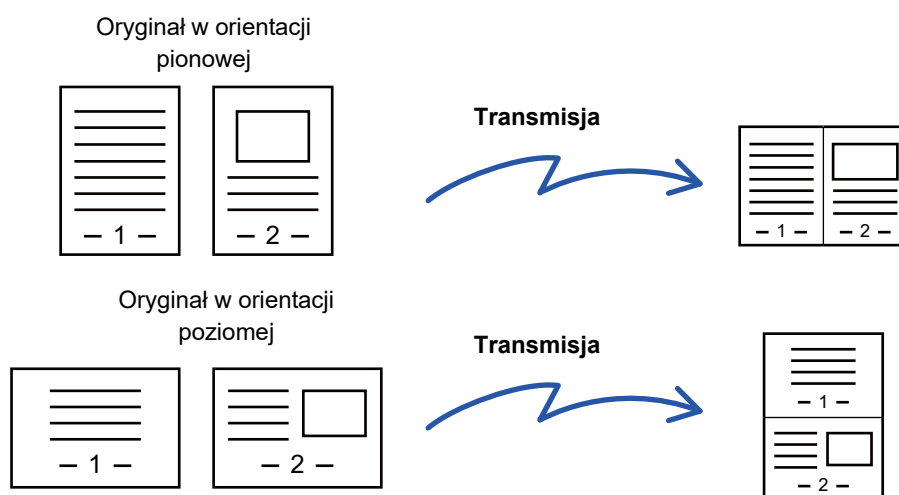 Oryginał w orientacji
pionowej
Transmisja
– 1 –
– 2 –
– 1 –
– 2 –
Oryginał w orientacji
poziomej
Transmisja
– 1 –
– 2 –
– 1 –
– 2 –